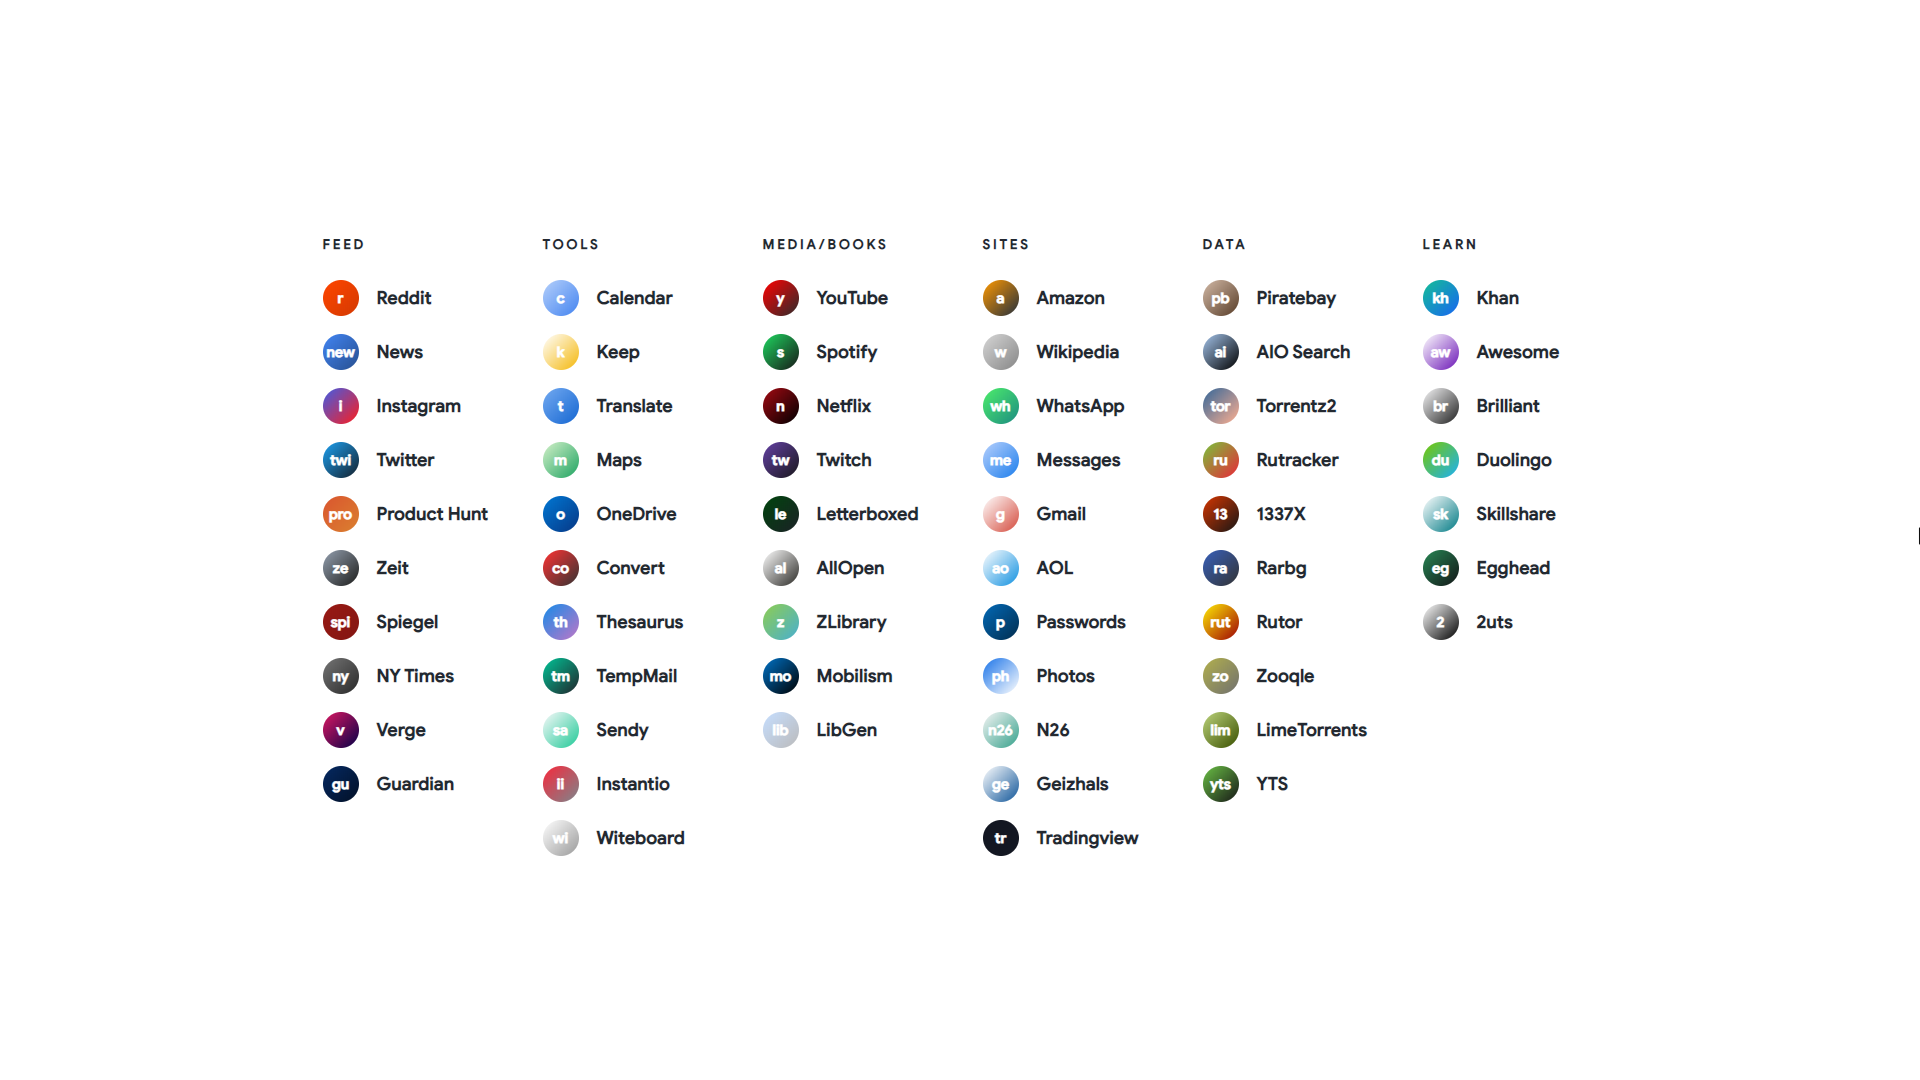 FEED
r Reddit
new News
i Instagram
twi Twitter
pro Product Hunt
ze Zeit
spi Spiegel
ny NY Times
v Verge
gu Guardian
TOOLS
c Calendar
k Keep
t Translate
m Maps
o OneDrive
co Convert
th Thesaurus
tm TempMail
sa Sendy
ii Instantio
wi Witeboard
MEDIA/BOOKS
y YouTube
s Spotify
n Netflix
tw Twitch
le Letterboxed
al AllOpen
z ZLibrary
mo Mobilism
lib LibGen
SITES
a Amazon
w Wikipedia
wh WhatsApp
me Messages
g Gmail
ao AOL
p Passwords
ph Photos
n26 N26
ge Geizhals
tr Tradingview
DATA
pb Piratebay
ai AIO Search
tor Torrentz2
ru Rutracker
13 1337X
ra Rarbg
rut Rutor
zo Zooqle
lim LimeTorrents
yts YTS
LEARN
kh Khan
aw Awesome
br Brilliant
du Duolingo
sk Skillshare
eg Egghead
2 2uts